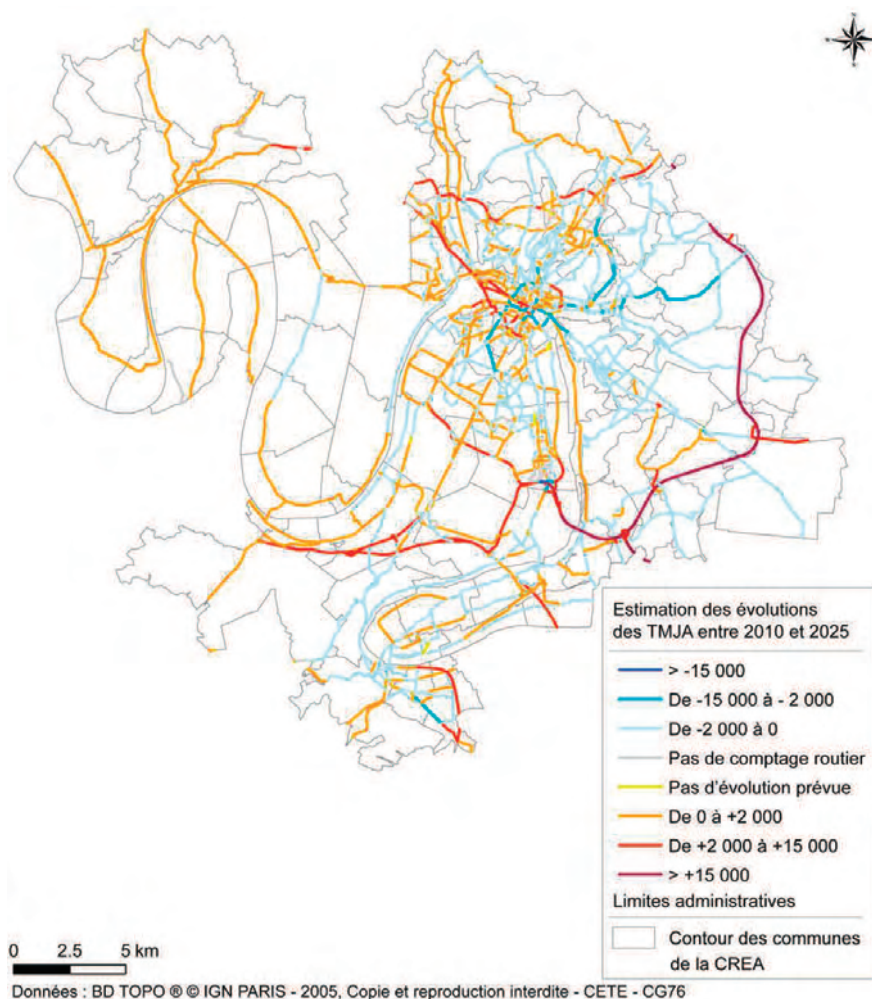 Estimation des évolutions
des TMJA entre 2010 et 2025
> -15 000
De -15 000 à - 2 000
De -2 000 à 0
Pas de comptage routier
Pas d'évolution prévue
De 0 à +2 000
De +2 000 à +15 000
> +15 000
Limites administratives
Contour des communes
de la CREA
0 2.5 5 km
Données : BD TOPO ® © IGN PARIS - 2005, Copie et reproduction interdite - CETE - CG76